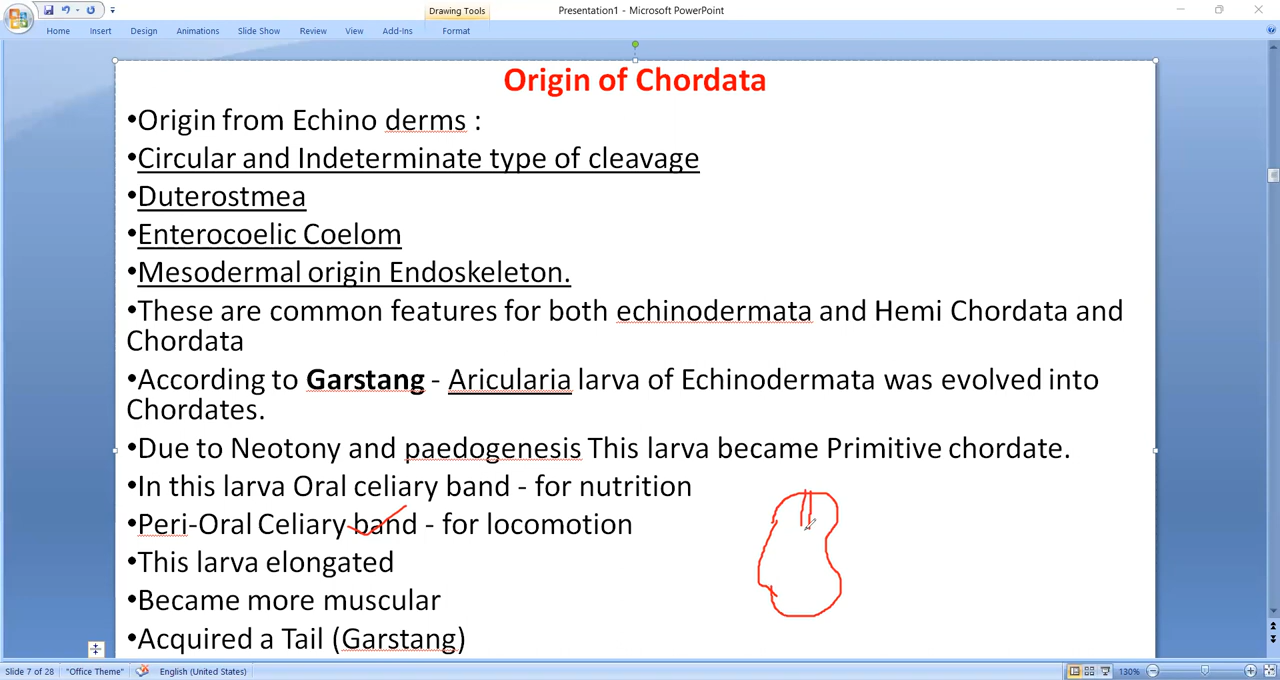 Drawing Tools
Presentation1 - Microsoft PowerPoint
Home Insert Design Animations Slide Show Review View Add-Ins Format
Origin of Chordata
•Origin from Echino derms :
•Circular and Indeterminate type of cleavage
•Duterostmea
•Enterocoelic Coelom
•Mesodermal origin Endoskeleton.
•These are common features for both echinodermata and Hemi Chordata and
Chordata
•According to Garstang - Aricularia larva of Echinodermata was evolved into
Chordates.
•Due to Neotony and paedogenesis This larva became Primitive chordate.
•In this larva Oral celiary band - for nutrition
•Peri-Oral Celiary band - for locomotion
•This larva elongated
•Became more muscular
•Acquired a Tail (Garstang)
Slide 7 of 28 "Office Theme" English (United States) 130%